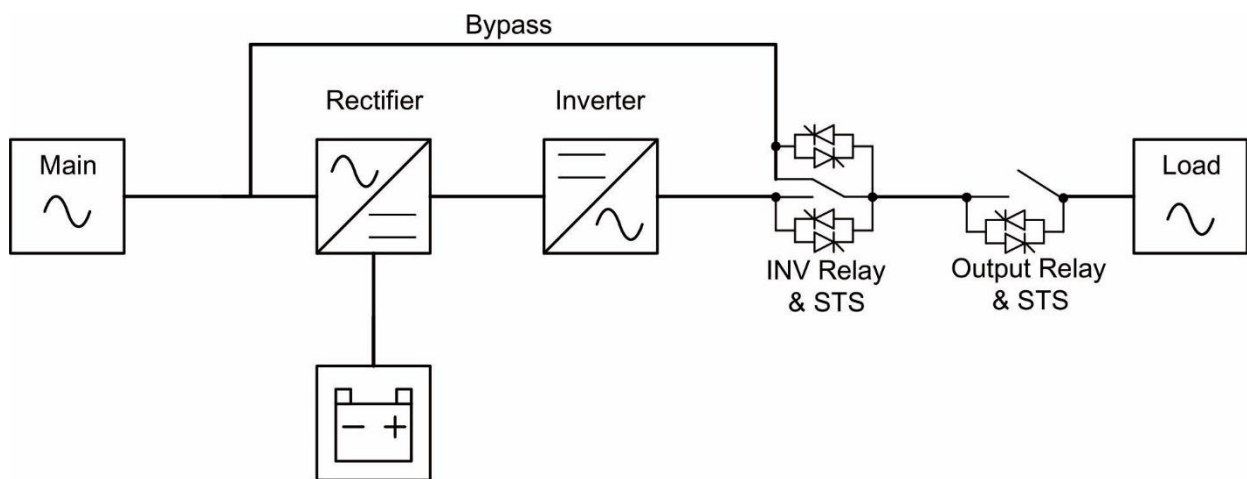 Bypass
Rectifier
Inverter
Main
Load
INV Relay
& STS
Output Relay
& STS